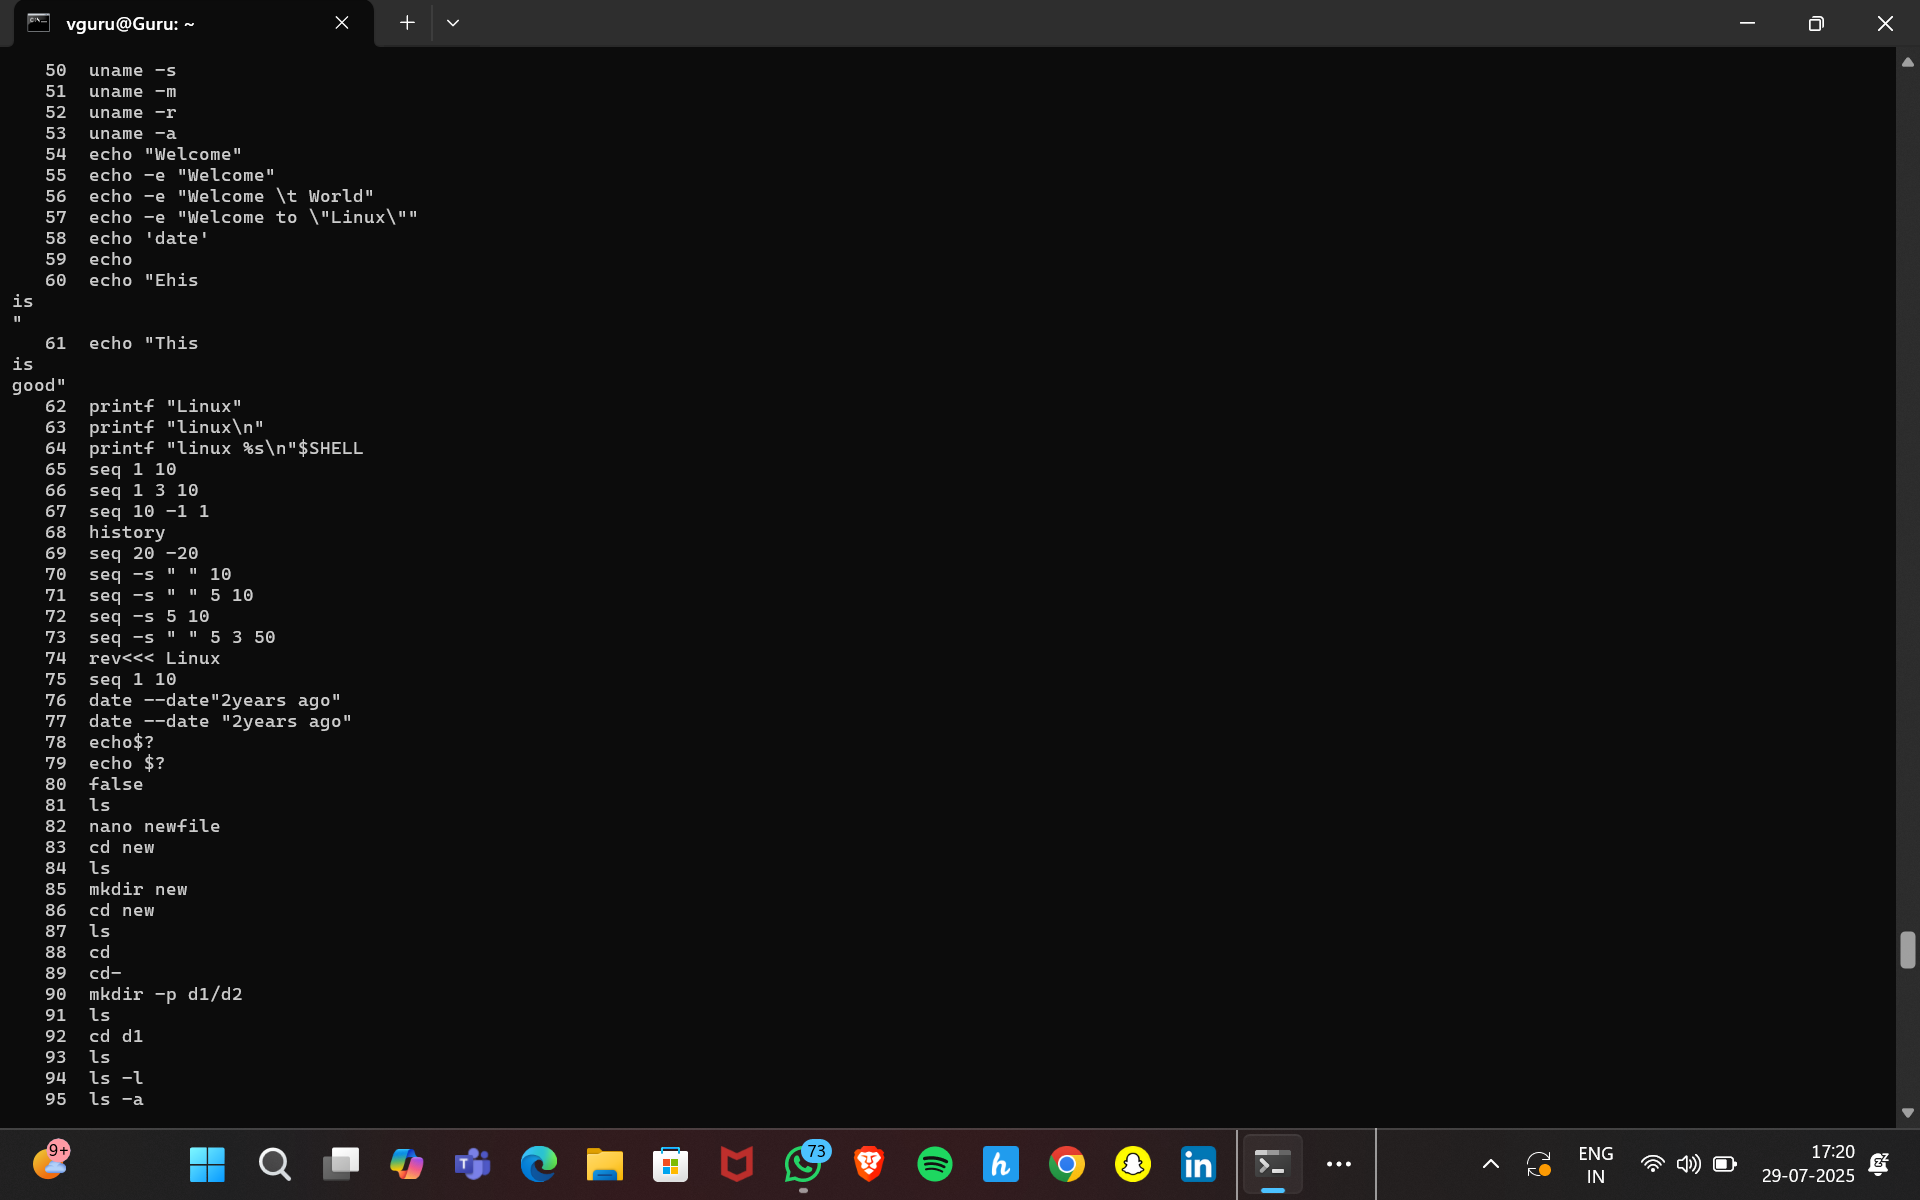 vguru@Guru: ~
50 uname -s
51 uname -m
52 uname -r
53 uname -a
54 echo "Welcome"
55 echo -e "Welcome"
56 echo -e "Welcome \t World"
57 echo -e "Welcome to \"Linux\""
58 echo 'date'
59 echo
60 echo "Ehis
is
"
61 echo "This
is
good"
62 printf "Linux"
63 printf "linux\n"
64 printf "linux %s\n"$SHELL
65 seq 1 10
66 seq 1 3 10
67 seq 10 -1 1
68 history
69 seq 20 -20
70 seq -s " " 10
71 seq -s " " 5 10
72 seq -s 5 10
73 seq -s " " 5 3 50
74 rev<<< Linux
75 seq 1 10
76 date --date"2years ago"
77 date --date "2years ago"
78 echo$?
79 echo $?
80 false
81 ls
82 nano newfile
83 cd new
84 ls
85 mkdir new
86 cd new
87 ls
88 cd
89 cd-
90 mkdir -p d1/d2
91 ls
92 cd d1
93 ls
94 ls -l
95 ls -a
9+
73
ENG
IN
17:20
29-07-2025